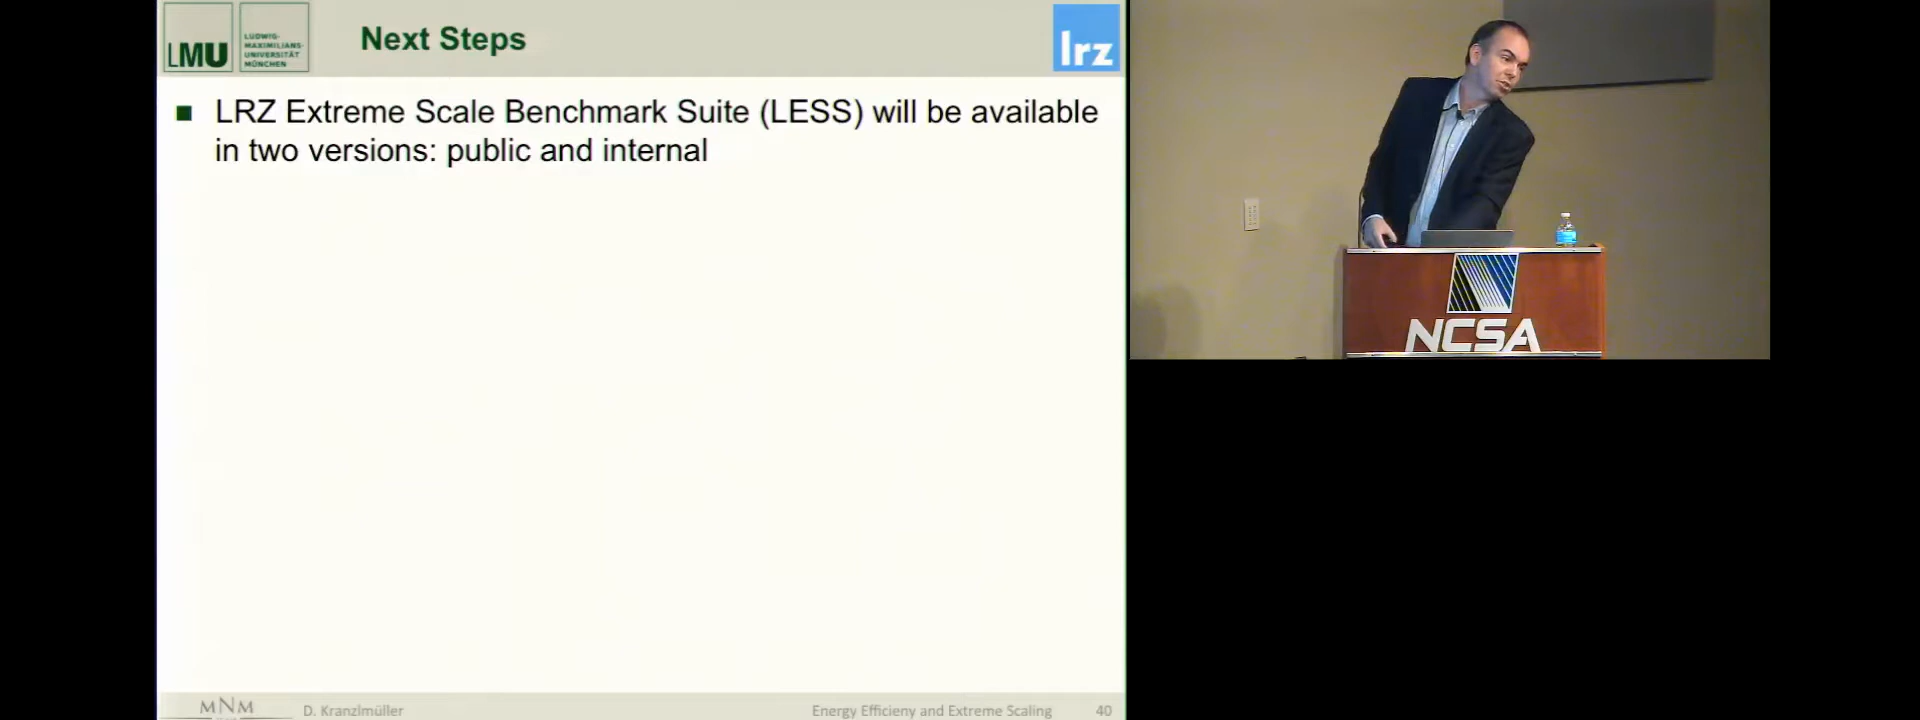 LMU
LUDWIG-
MAXIMILIANS-
UNIVERSITÄT
MÜNCHEN
Next Steps
lrz
LRZ Extreme Scale Benchmark Suite (LESS) will be available
in two versions: public and internal
MNM
D. Kranzlmüller
Energy Efficieny and Extreme Scaling
40
NCSA